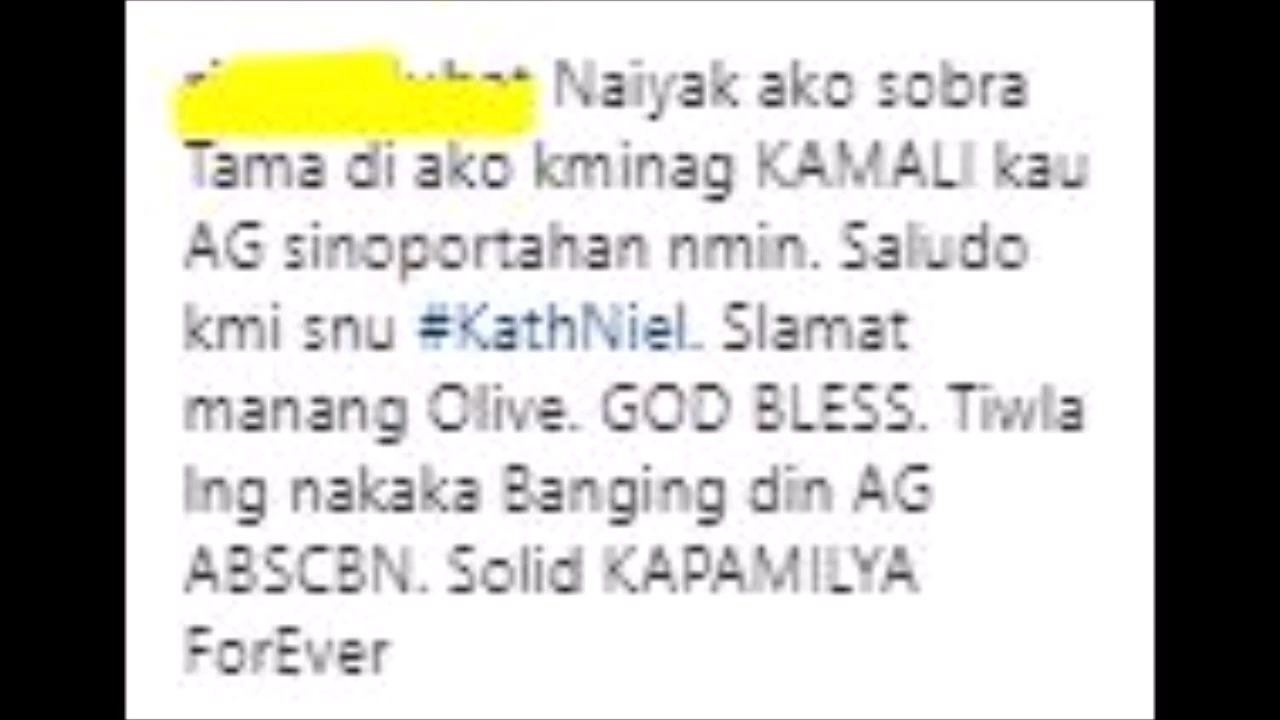 Naiyak ako sobra
Tama di ako kminag KAMALI kau
AG sinoportahan nmin. Saludo
kmi snu #KathNiel. Slamat
manang Olive. GOD BLESS. Tiwla
lng nakaka Banging din AG
ABSCBN. Solid KAPAMILYA
ForEver